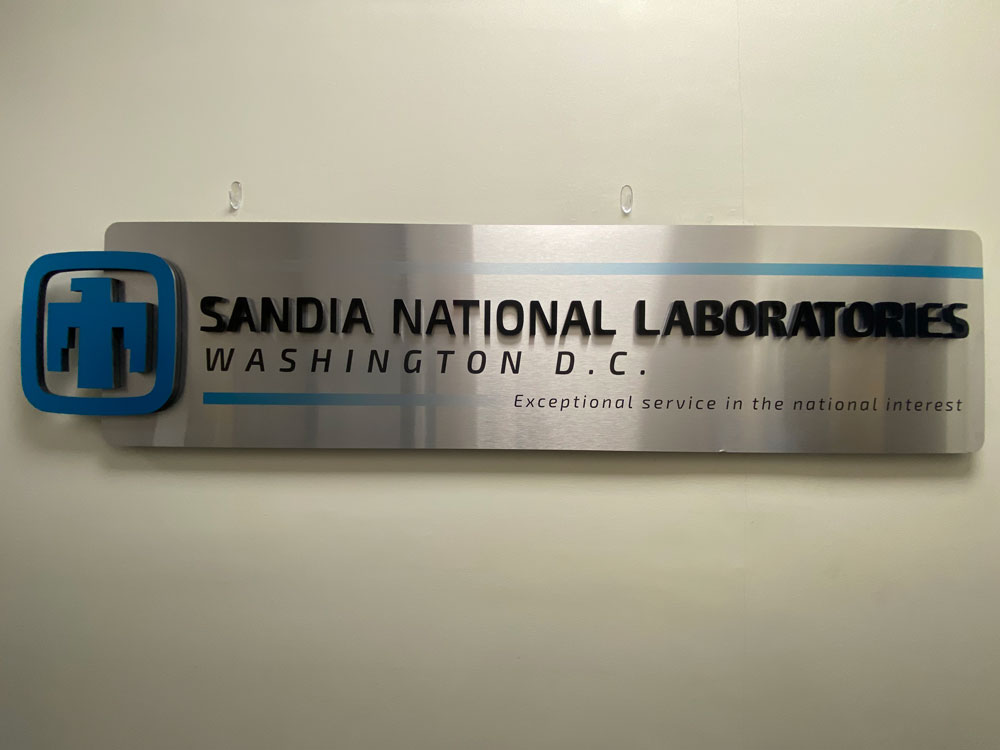 SANDIA NATIONAL LABORATORIES
WASHINGTON D.C.
Exceptional service in the national interest